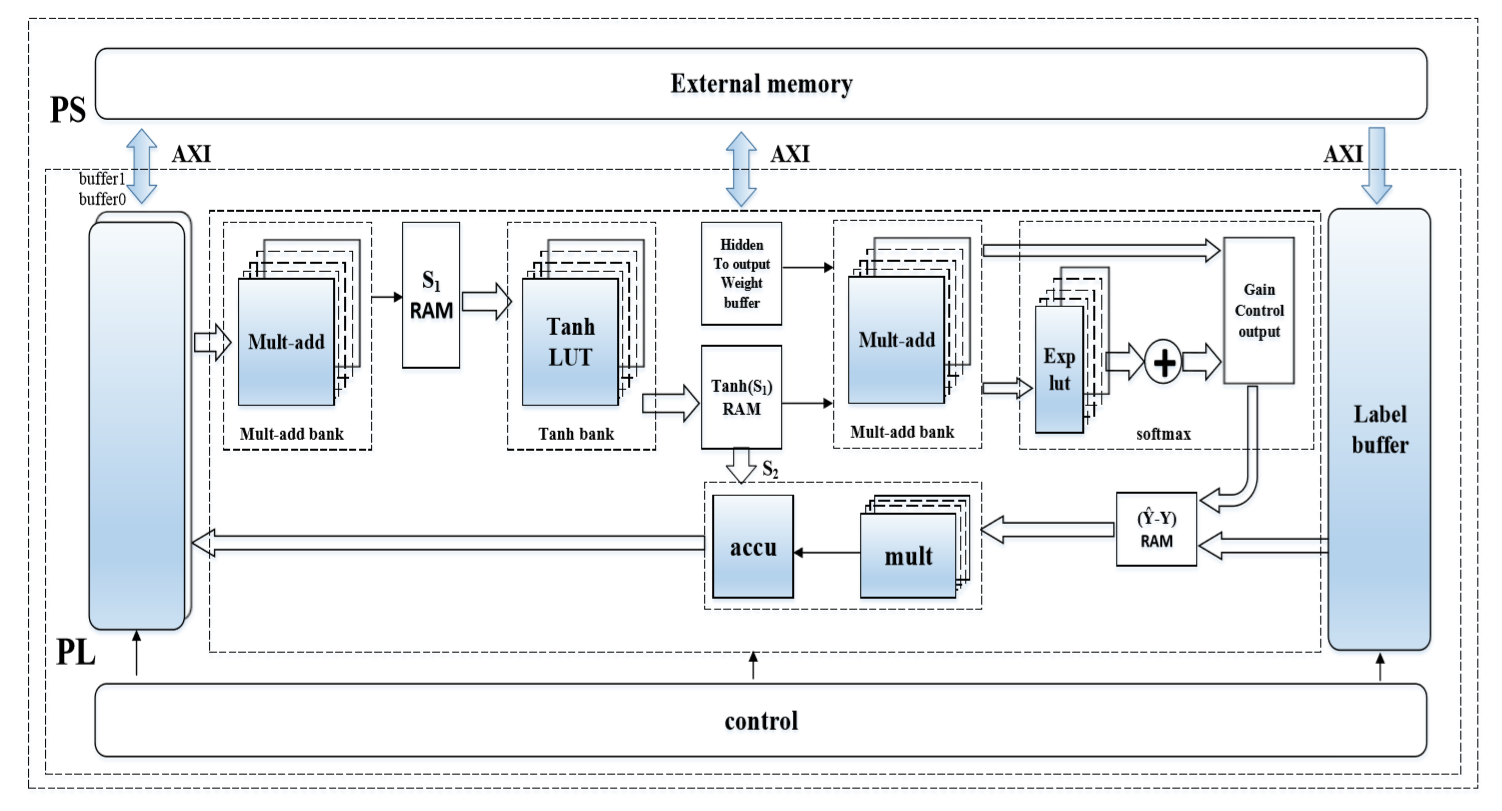 External memory
PS
AXI
AXI
AXI
buffer1
buffer0
Mult-add
Mult-add bank
S₁
RAM
Tanh
LUT
Tanh bank
Hidden
To output
Weight
buffer
Tanh(S₁)
RAM
Mult-add
Mult-add bank
Exp
lut
+
softmax
Gain
Control
output
Label
buffer
S₂
accu
mult
(Ŷ-Y)
RAM
PL
control